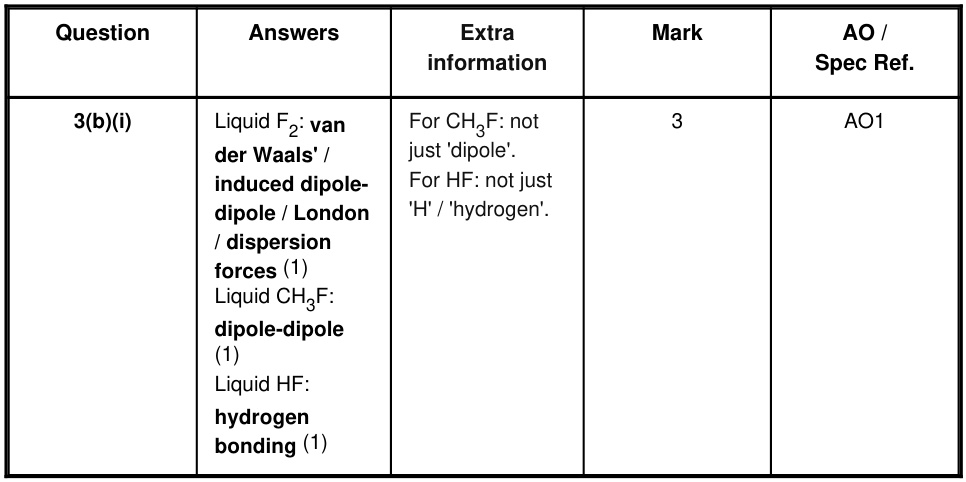 Question
Answers
Extra
information
Mark
AO /
Spec Ref.
3(b)(i)
Liquid F2: van
der Waals' /
induced dipole-
dipole / London
/ dispersion
forces (1)
Liquid CH3F:
dipole-dipole
(1)
Liquid HF:
hydrogen
bonding (1)
For CH3F: not
just 'dipole'.
For HF: not just
'H' / 'hydrogen'.
3
AO1